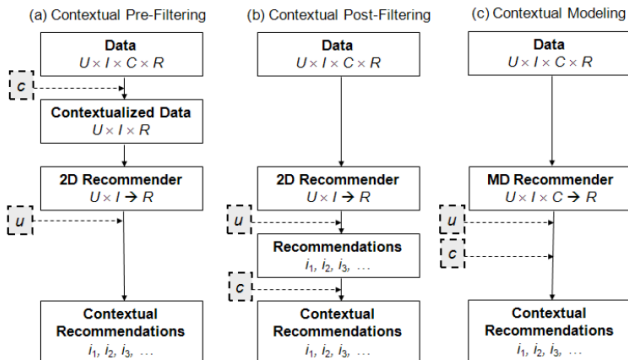 (a) Contextual Pre-Filtering
Data
U × I × C × R
c
Contextualized Data
U × I × R
2D Recommender
U × I → R
u
Contextual
Recommendations
i₁, i₂, i₃, …
(b) Contextual Post-Filtering
Data
U × I × C × R
2D Recommender
U × I → R
u
Recommendations
i₁, i₂, i₃, …
c
Contextual
Recommendations
i₁, i₂, i₃, …
(c) Contextual Modeling
Data
U × I × C × R
MD Recommender
U × I × C → R
u
c
Contextual
Recommendations
i₁, i₂, i₃, …